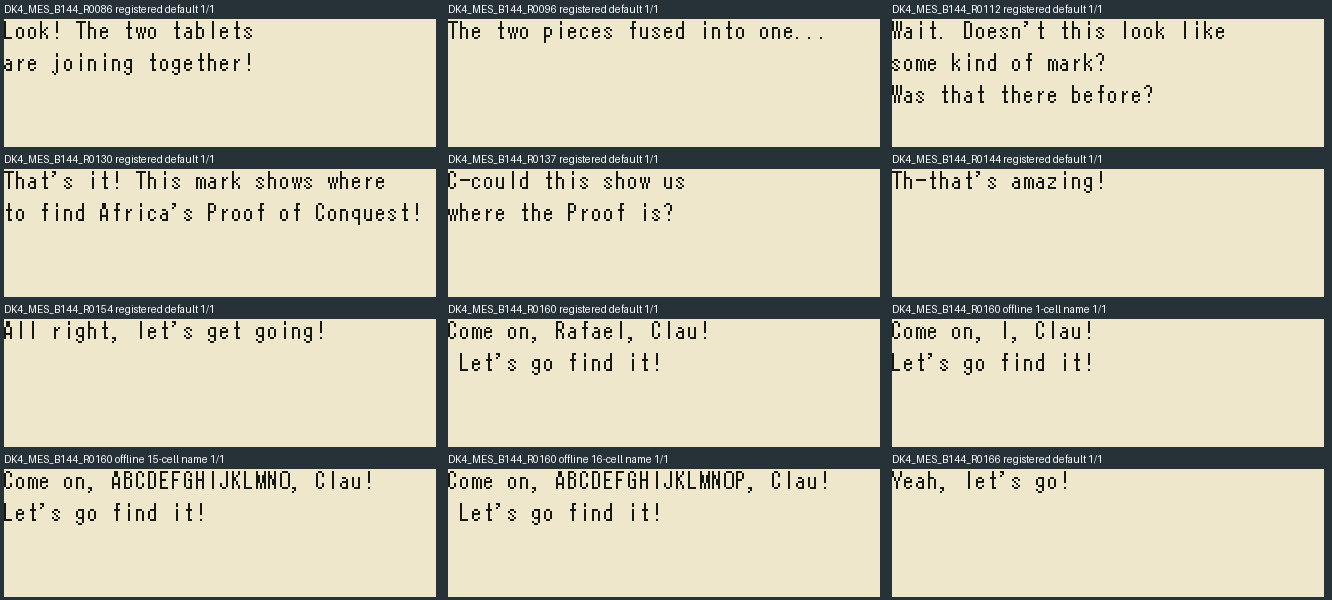 DK4_MES_B144_R0086 registered default 1/1
Look! The two tablets
are joining together!
DK4_MES_B144_R0096 registered default 1/1
The two pieces fused into one...
DK4_MES_B144_R0112 registered default 1/1
Wait. Doesn't this look like
some kind of mark?
Was that there before?
DK4_MES_B144_R0130 registered default 1/1
That's it! This mark shows where
to find Africa's Proof of Conquest!
DK4_MES_B144_R0137 registered default 1/1
C-could this show us
where the Proof is?
DK4_MES_B144_R0144 registered default 1/1
Th-that's amazing!
DK4_MES_B144_R0154 registered default 1/1
All right, let's get going!
DK4_MES_B144_R0160 registered default 1/1
Come on, Rafael, Clau!
Let's go find it!
DK4_MES_B144_R0160 offline 1-cell name 1/1
Come on, I, Clau!
Let's go find it!
DK4_MES_B144_R0160 offline 15-cell name 1/1
Come on, ABCDEFGHIJKLMNO, Clau!
Let's go find it!
DK4_MES_B144_R0160 offline 16-cell name 1/1
Come on, ABCDEFGHIJKLMNOP, Clau!
Let's go find it!
DK4_MES_B144_R0166 registered default 1/1
Yeah, let's go!